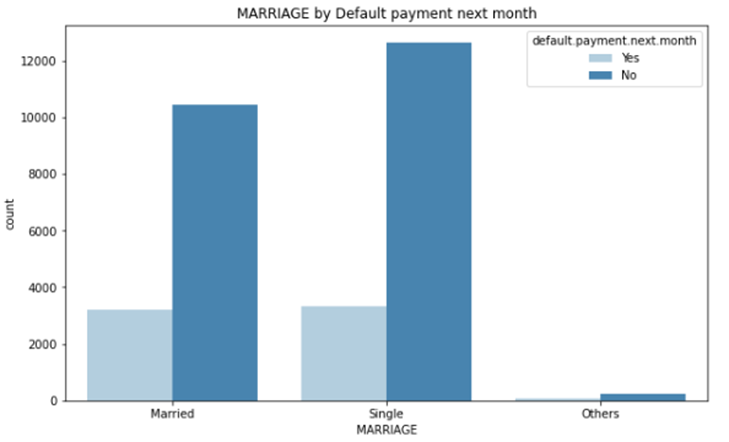 MARRIAGE by Default payment next month
default.payment.next.month
Yes
No
12000
10000
8000
6000
4000
2000
0
count
Married
Single
Others
MARRIAGE